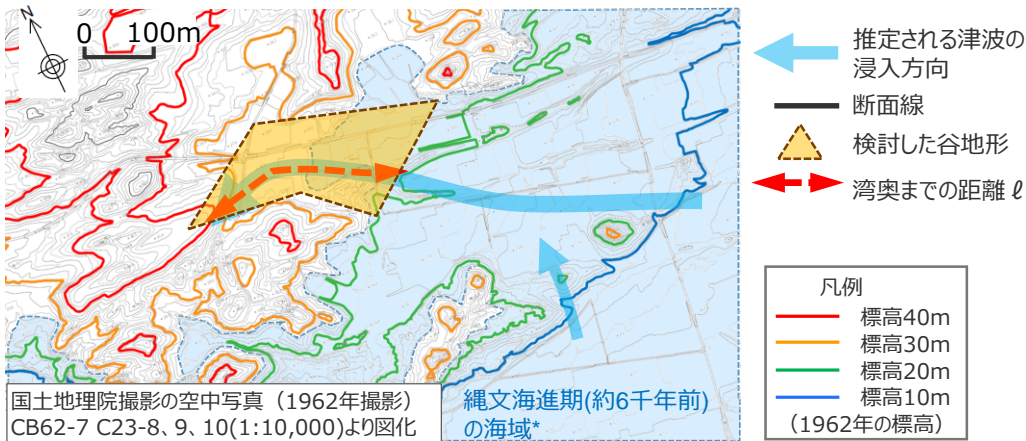 N
0 100m
推定される津波の
浸入方向
断面線
検討した谷地形
湾奥までの距離ℓ
凡例
標高40m
標高30m
標高20m
標高10m
(1962年の標高)
国土地理院撮影の空中写真（1962年撮影）
CB62-7 C23-8、9、10(1:10,000)より図化
縄文海進期(約6千年前)
の海域*